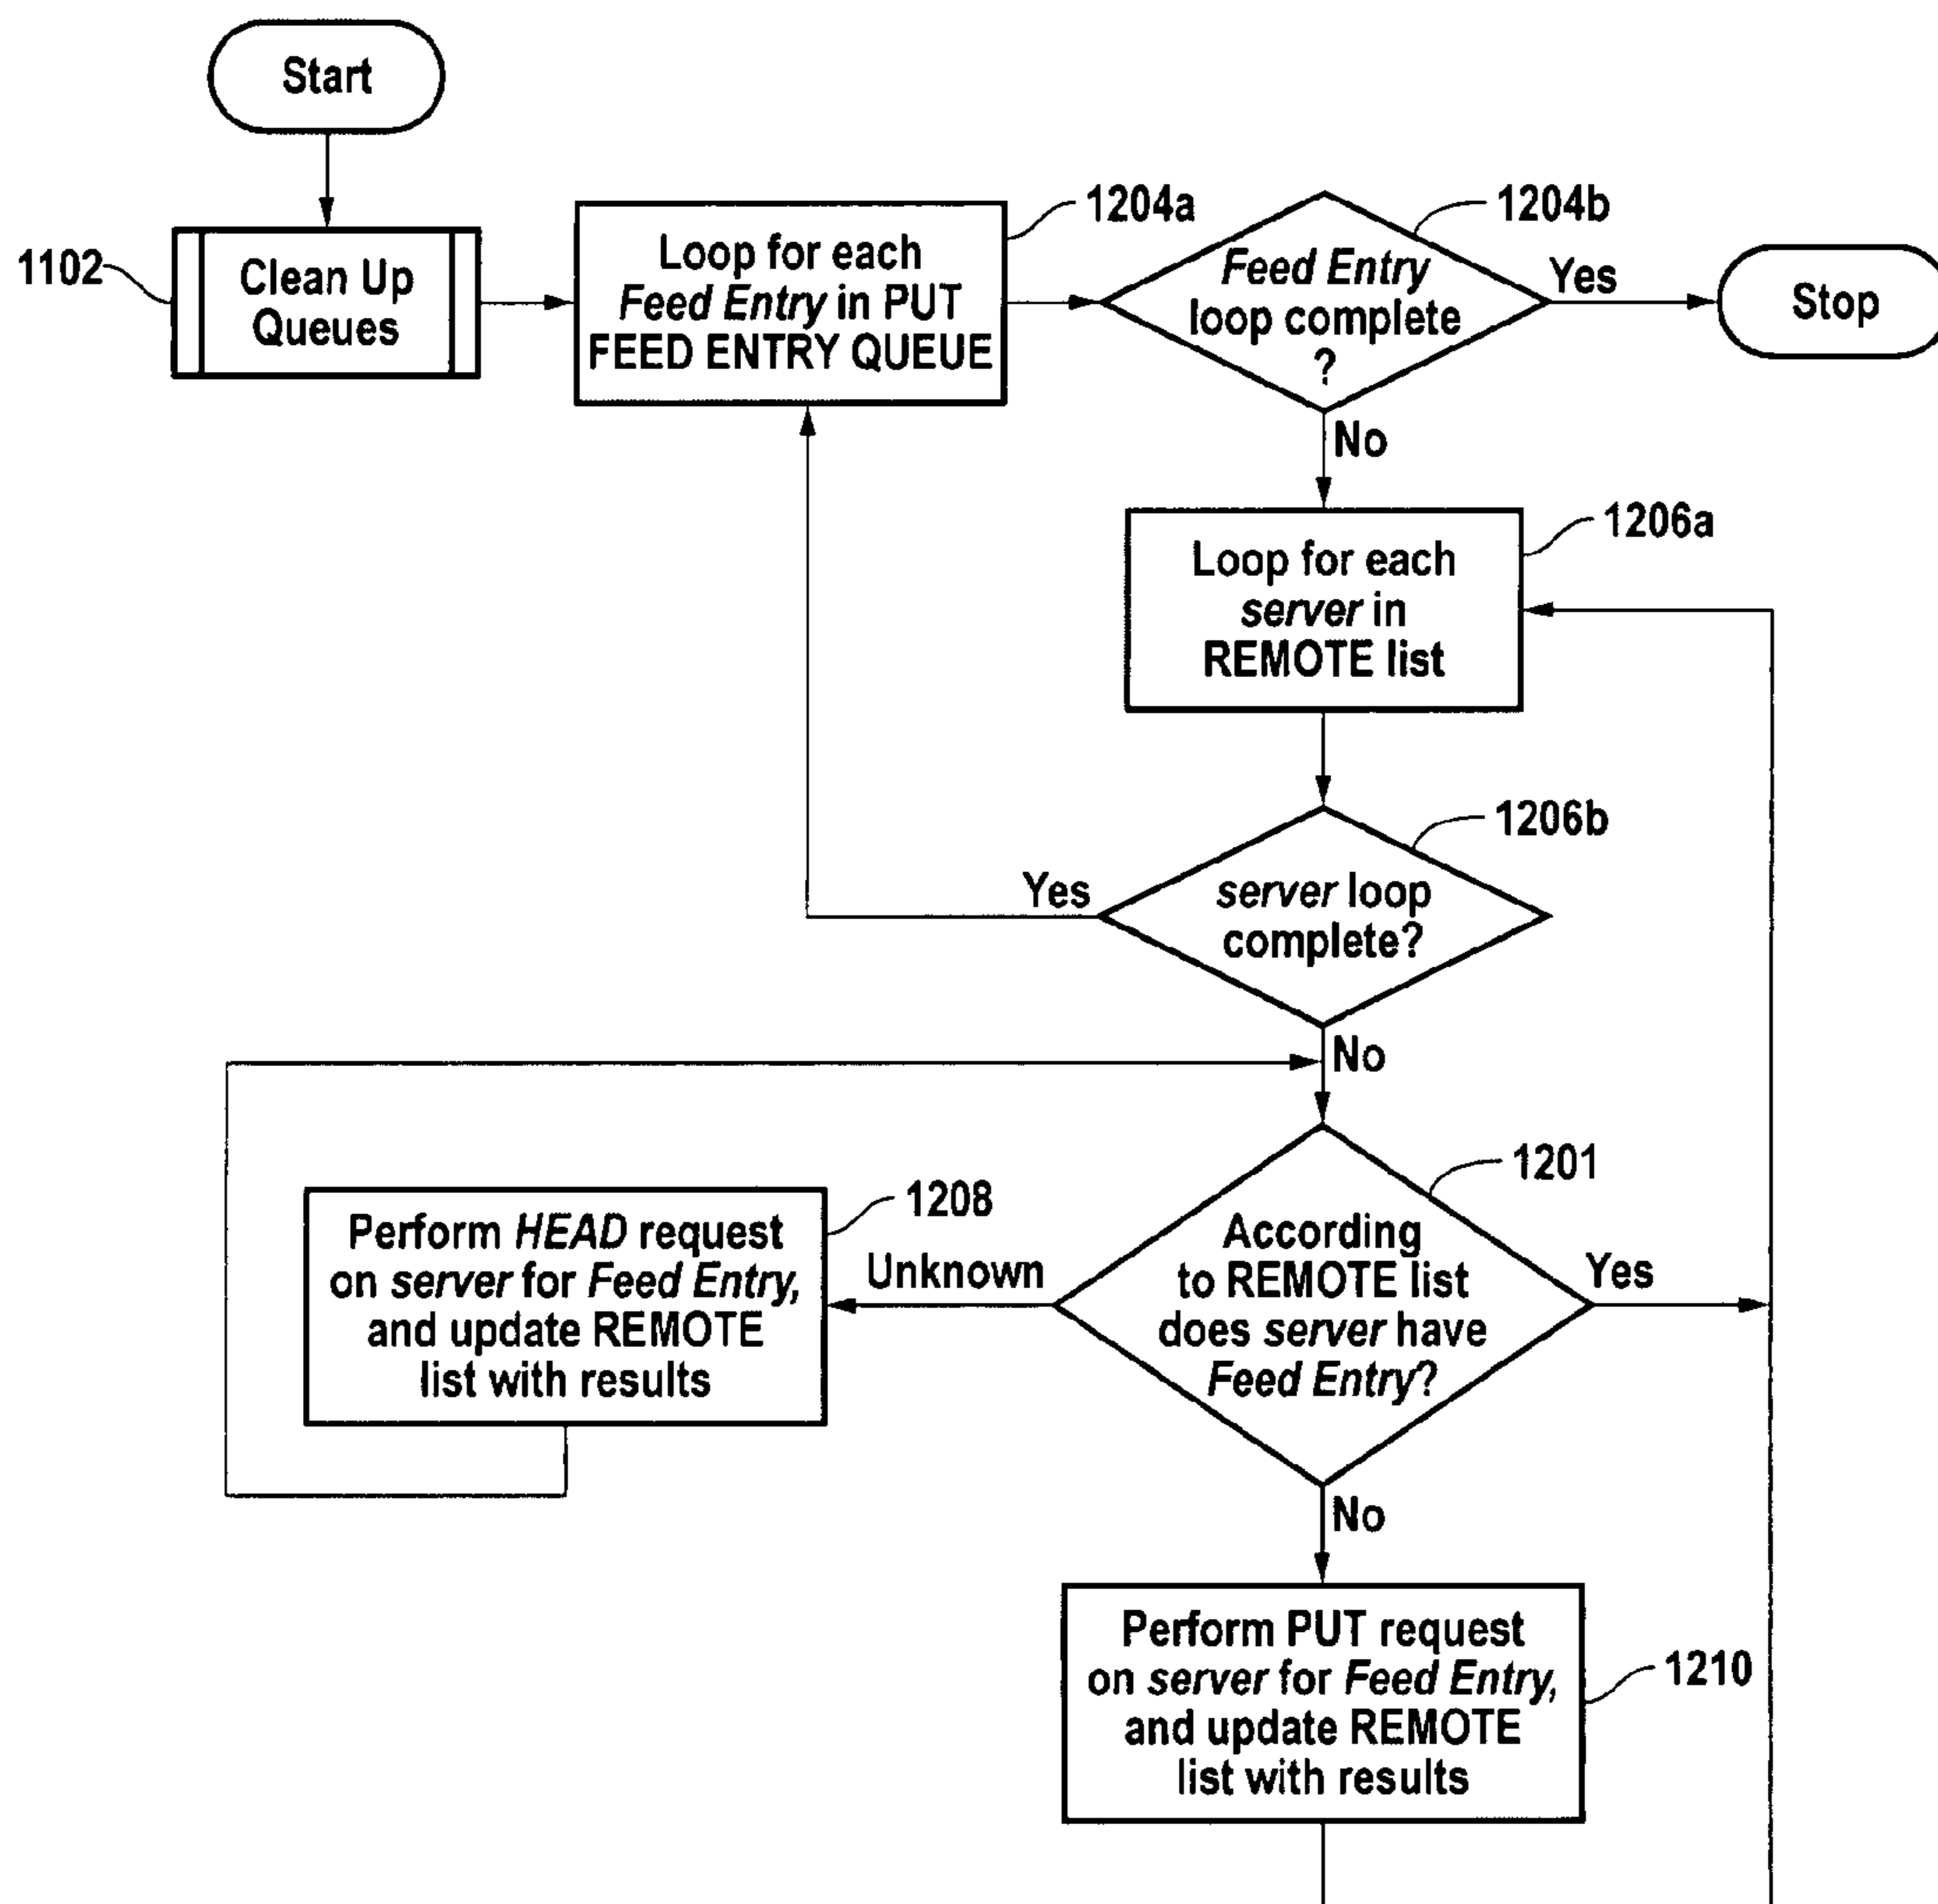 Start
1102
Clean Up
Queues
1204a
Loop for each
Feed Entry in PUT
FEED ENTRY QUEUE
1204b
Feed Entry
loop complete
?
Yes
Stop
No
1206a
Loop for each
server in
REMOTE list
1206b
server loop
complete?
Yes
No
1201
According
to REMOTE list
does server have
Feed Entry?
Unknown
Yes
1208
Perform HEAD request
on server for Feed Entry,
and update REMOTE
list with results
No
Perform PUT request
on server for Feed Entry,
and update REMOTE
list with results
1210